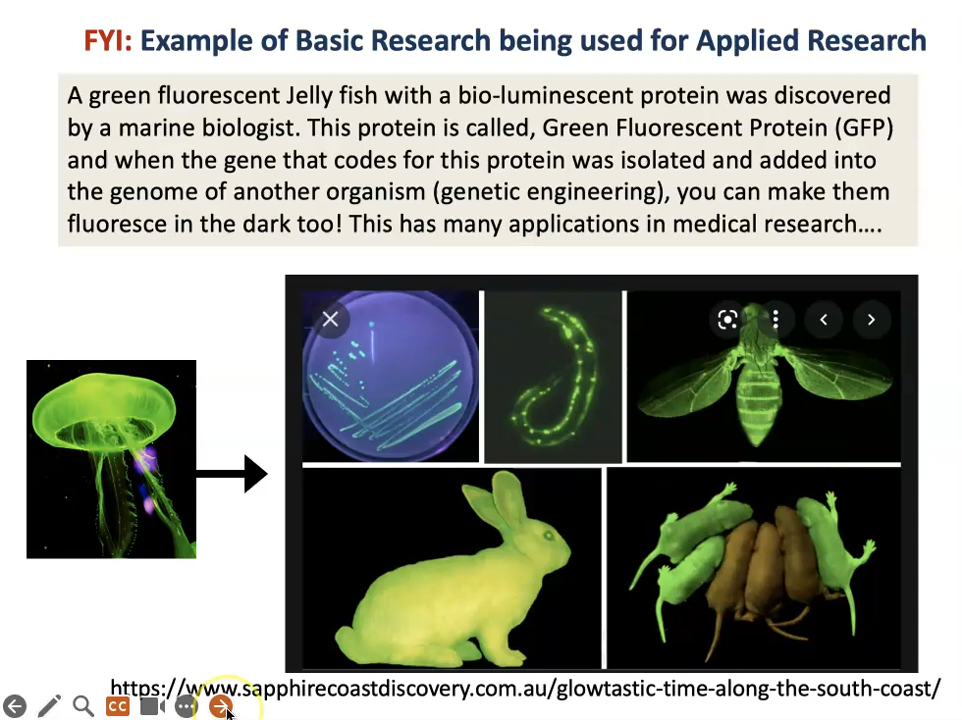 FYI: Example of Basic Research being used for Applied Research
A green fluorescent Jelly fish with a bio-luminescent protein was discovered
by a marine biologist. This protein is called, Green Fluorescent Protein (GFP)
and when the gene that codes for this protein was isolated and added into
the genome of another organism (genetic engineering), you can make them
fluoresce in the dark too! This has many applications in medical research….
https://www.sapphirecoastdiscovery.com.au/glowtastic-time-along-the-south-coast/
CC